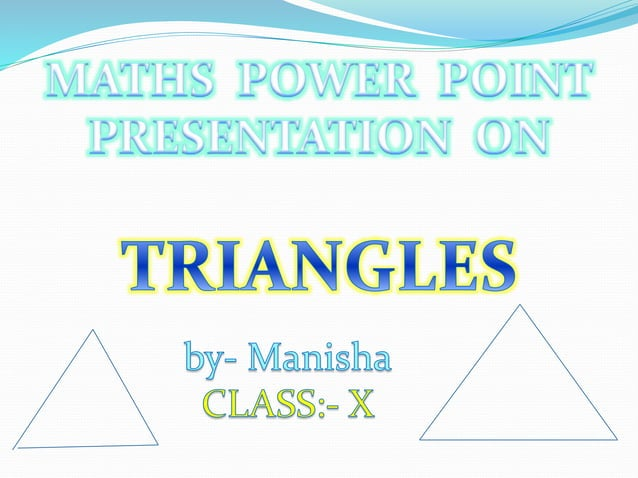 MATHS POWER POINT
PRESENTATION ON
TRIANGLES
by- Manisha
CLASS:- X